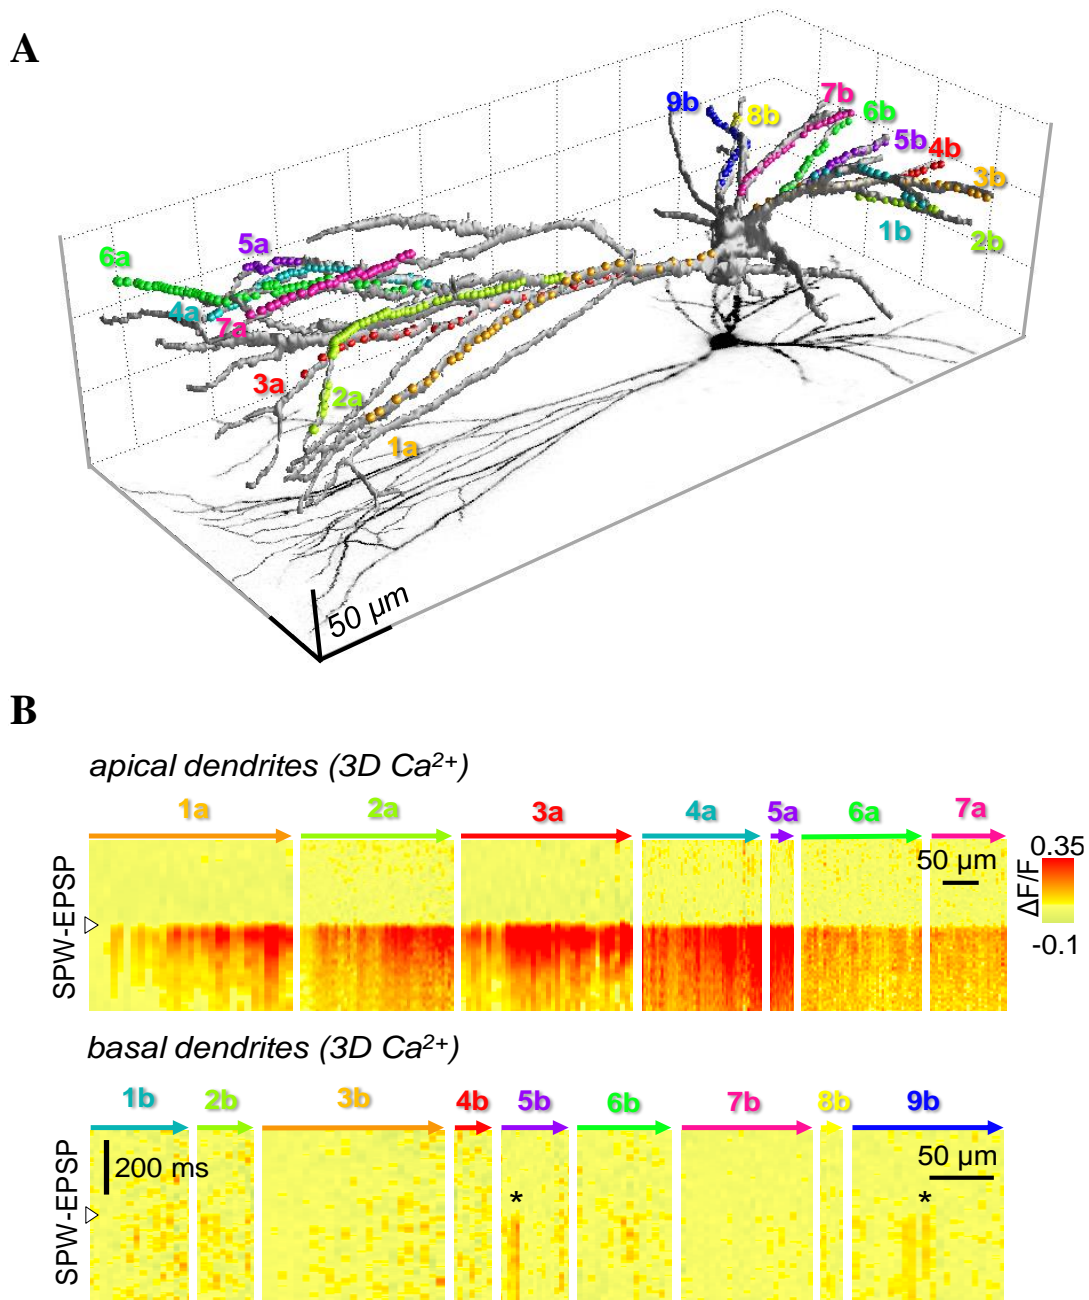 A
9b
8b
7b
6b
5b
4b
3b
1b
2b
6a
5a
4a
7a
3a
2a
1a
50 µm
B
apical dendrites (3D Ca²⁺)
1a 2a 3a 4a 5a 6a 7a
50 µm
0.35
ΔF/F
-0.1
SPW-EPSP
basal dendrites (3D Ca²⁺)
1b 2b 3b 4b 5b 6b 7b 8b 9b
200 ms
50 µm
* *
SPW-EPSP